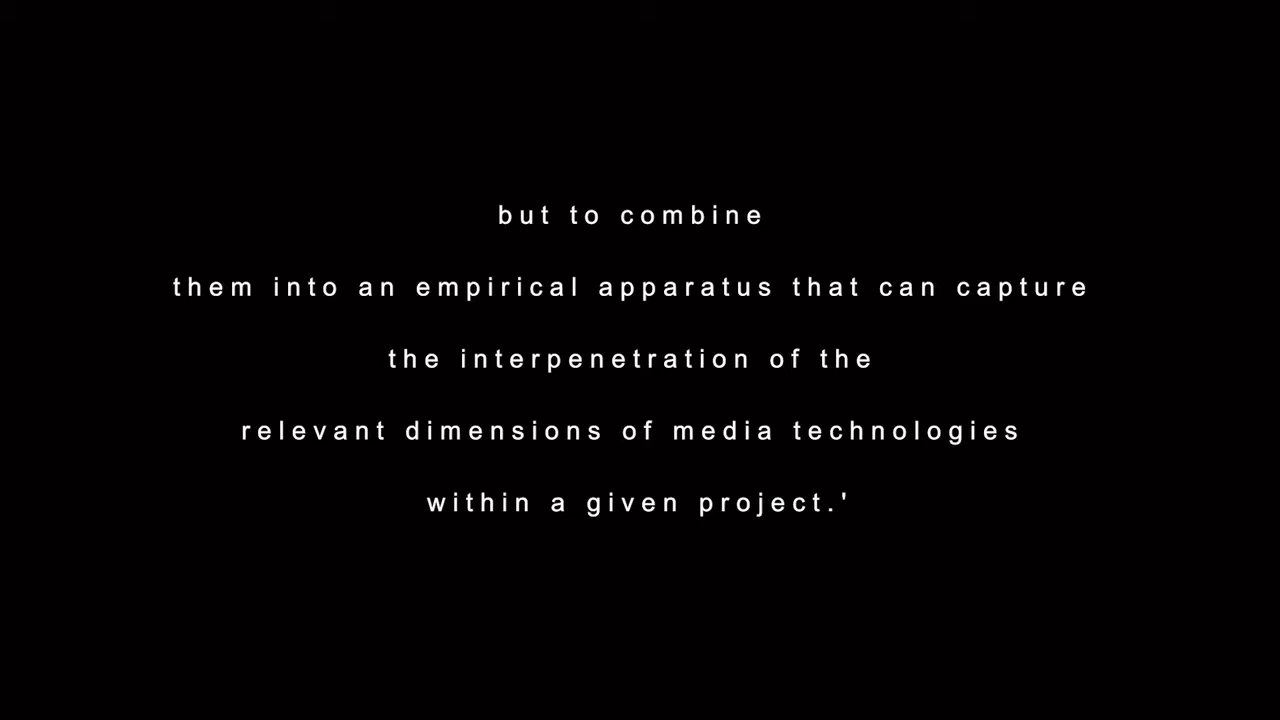 but to combine
them into an empirical apparatus that can capture
the interpenetration of the
relevant dimensions of media technologies
within a given project.'